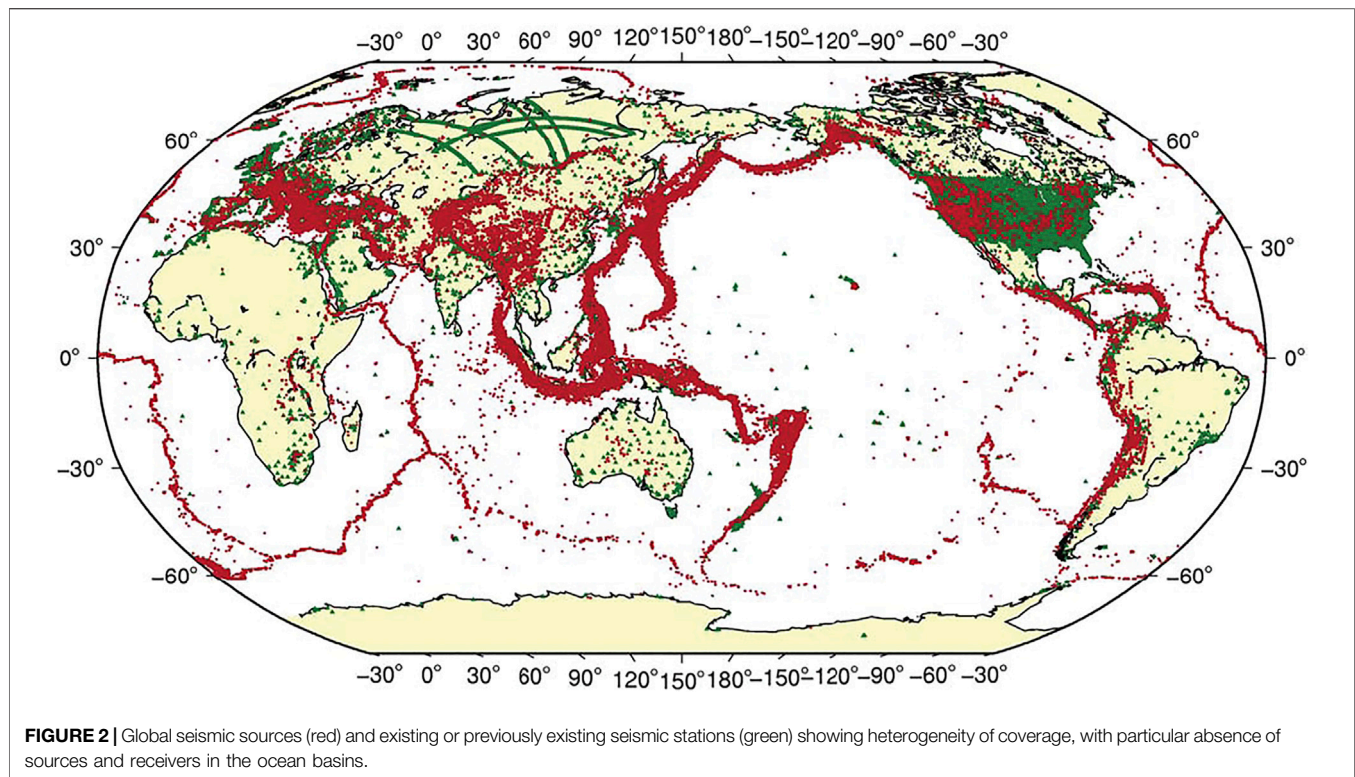 −30° 0° 30° 60° 90° 120° 150° 180° −150° −120° −90° −60° −30°
60° 60°
30° 30°
0° 0°
−30° −30°
−60° −60°
−30° 0° 30° 60° 90° 120° 150° 180° −150° −120° −90° −60° −30°
FIGURE 2 | Global seismic sources (red) and existing or previously existing seismic stations (green) showing heterogeneity of coverage, with particular absence of
sources and receivers in the ocean basins.